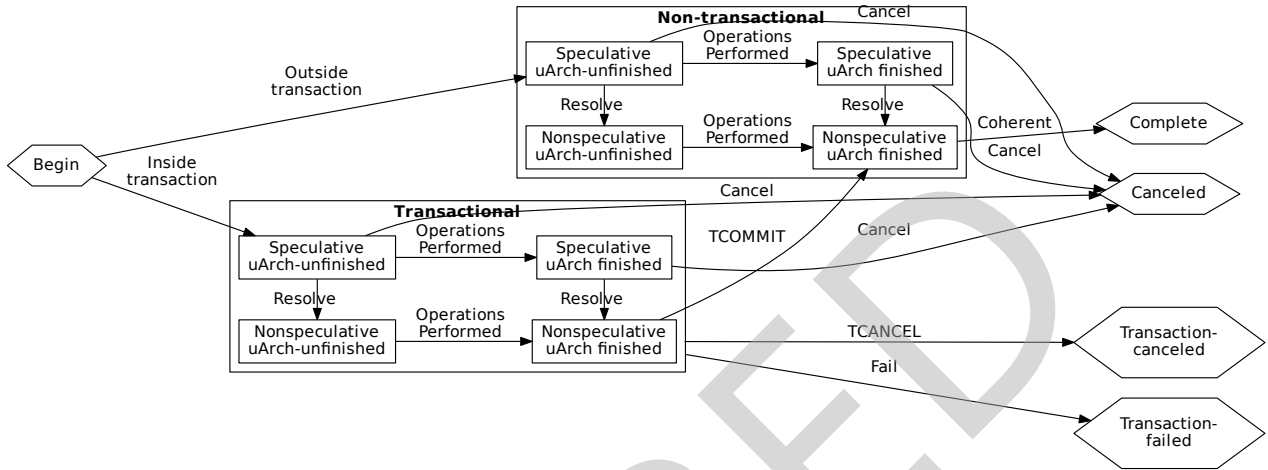 Non-transactional
Cancel
Speculative
uArch-unfinished
Operations
Performed
Speculative
uArch finished
Outside
transaction
Resolve
Resolve
Nonspeculative
uArch-unfinished
Operations
Performed
Nonspeculative
uArch finished
Coherent
Cancel
Complete
Begin
Inside
transaction
Canceled
Transactional
Cancel
Speculative
uArch-unfinished
Operations
Performed
Speculative
uArch finished
TCOMMIT
Cancel
Resolve
Resolve
Nonspeculative
uArch-unfinished
Operations
Performed
Nonspeculative
uArch finished
TCANCEL
Fail
Transaction-
canceled
Transaction-
failed